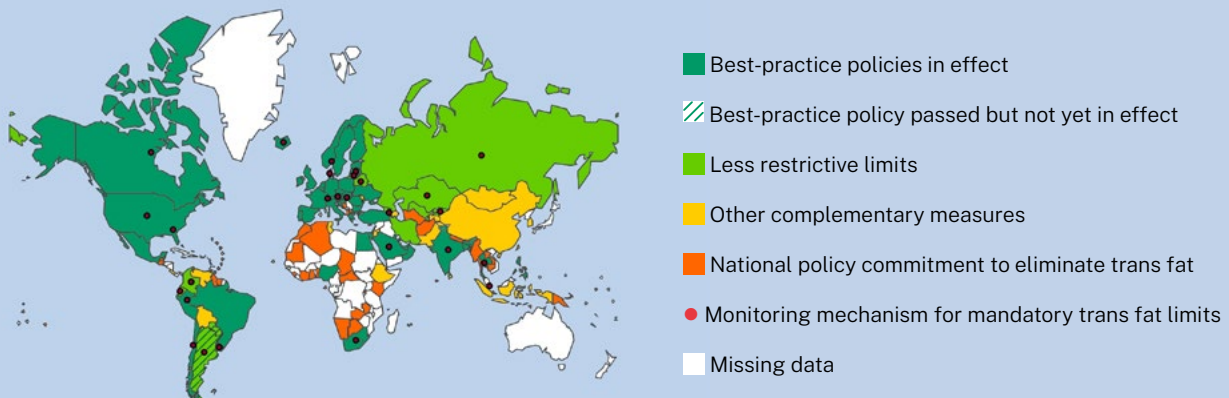 Best-practice policies in effect
Best-practice policy passed but not yet in effect
Less restrictive limits
Other complementary measures
National policy commitment to eliminate trans fat
Monitoring mechanism for mandatory trans fat limits
Missing data